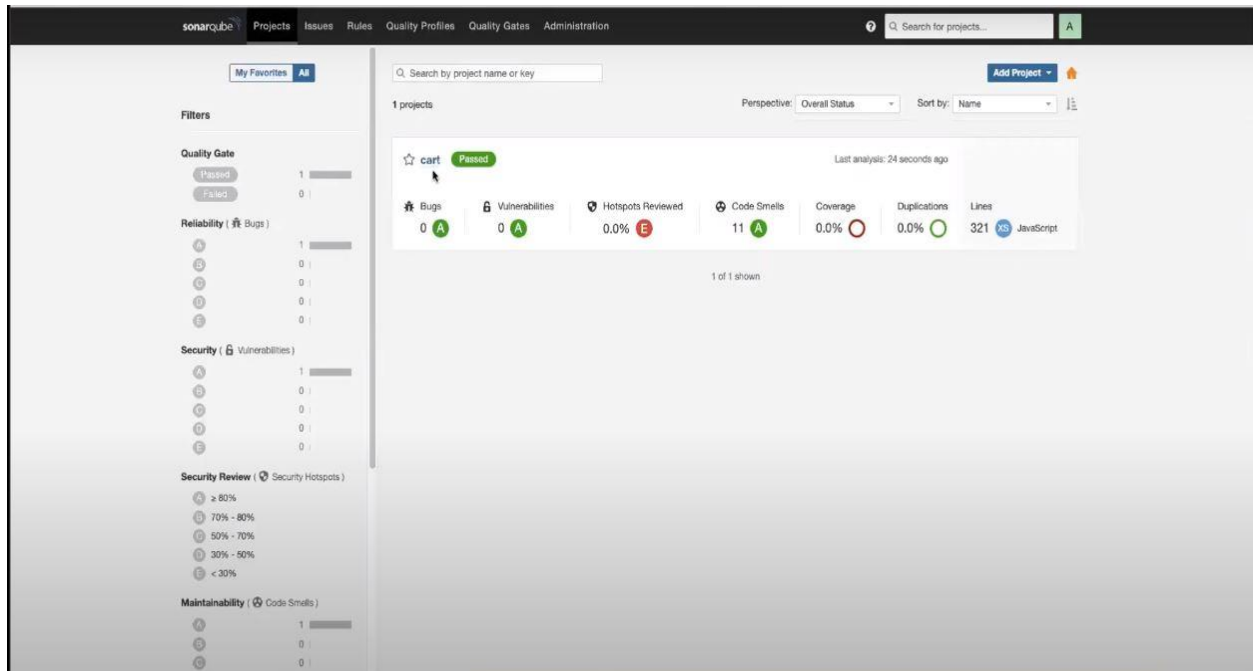 sonarqube Projects Issues Rules Quality Profiles Quality Gates Administration Search for projects... A
My Favorites All
Search by project name or key
Add Project
1 projects
Perspective: Overall Status
Sort by: Name
Filters
Quality Gate
Passed 1
Failed 0
Reliability ( Bugs )
A 1
B 0
C 0
D 0
E 0
Security ( Vulnerabilities )
A 1
B 0
C 0
D 0
E 0
Security Review ( Security Hotspots )
A ≥ 80%
B 70% - 80%
C 50% - 70%
D 30% - 50%
E < 30%
Maintainability ( Code Smells )
A 1
B 0
C 0
cart Passed
Last analysis: 24 seconds ago
Bugs Vulnerabilities Hotspots Reviewed Code Smells Coverage Duplications Lines
0 A 0 A 0.0% E 11 A 0.0% 0.0% 321 XS JavaScript
1 of 1 shown